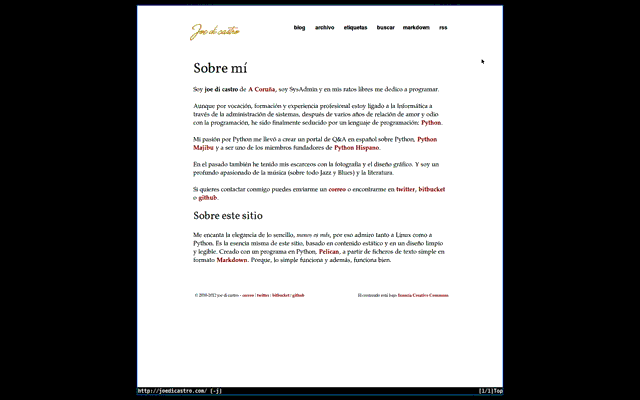 Joe di castro
blog archivo etiquetas buscar markdown rss
Sobre mí
Soy joe di castro de A Coruña, soy SysAdmin y en mis ratos libres me dedico a programar.
Aunque por vocación, formación y experiencia profesional estoy ligado a la Informática a
través de la administración de sistemas, después de varios años de relación de amor y odio
con la programación, he sido finalmente seducido por un lenguaje de programación: Python.
Mi pasión por Python me llevó a crear un portal de Q&A en español sobre Python, Python
Majibu y a ser uno de los miembros fundadores de Python Hispano.
En el pasado también he tenido mis escarceos con la fotografía y el diseño gráfico. Y soy un
profundo apasionado de la música (sobre todo Jazz y Blues) y la literatura.
Si quieres contactar conmigo puedes enviarme un correo o encontrarme en twitter, bitbucket
o github.
Sobre este sitio
Me encanta la elegancia de lo sencillo, menos es más, por eso admiro tanto a Linux como a
Python. Es la esencia misma de este sitio, basado en contenido estático y en un diseño limpio
y legible. Creado con un programa en Python, Pelican, a partir de ficheros de texto simple en
formato Markdown. Porque, lo simple funciona y además, funciona bien.
© 2010-2012 joe di castro - correo | twitter | bitbucket | github
El contenido está bajo licencia Creative Commons
http://joedicastro.com/ [-j] [1/1]Top